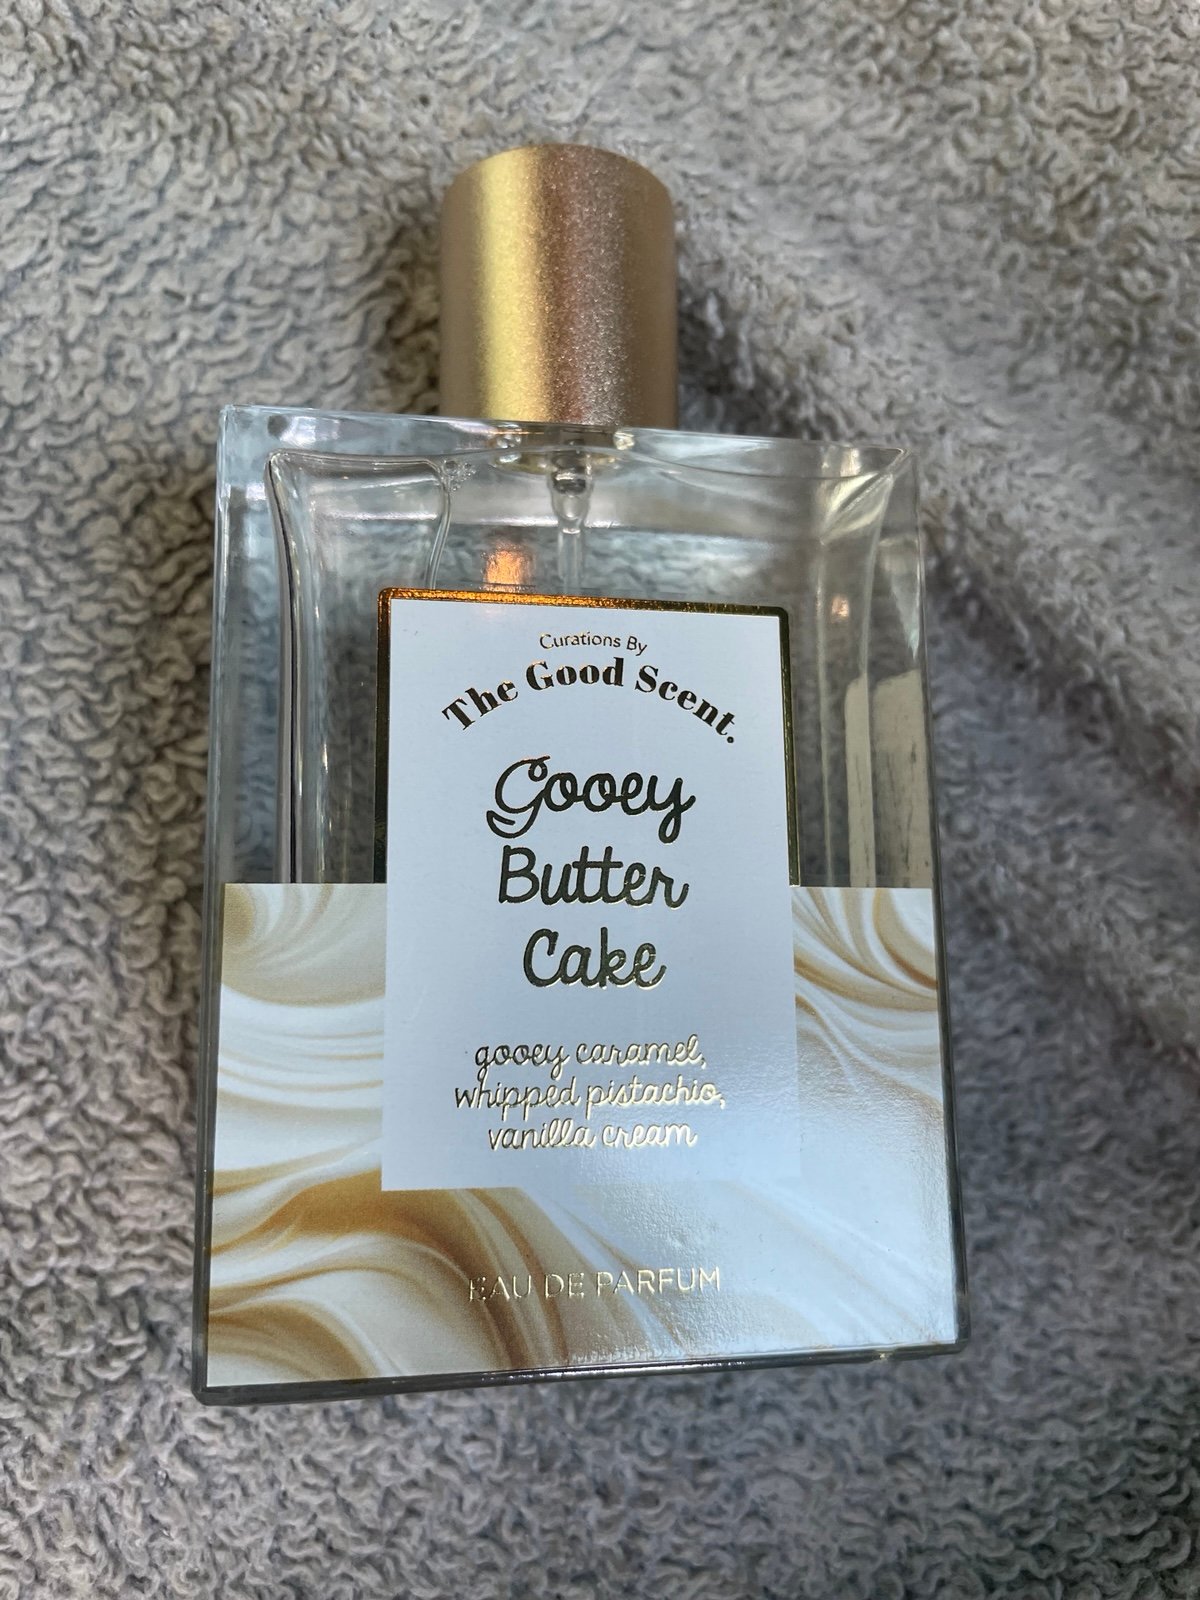 Curations By
The Good Scent.
Gooey
Butter
Cake
gooey caramel,
whipped pistachio,
vanilla cream
EAU DE PARFUM